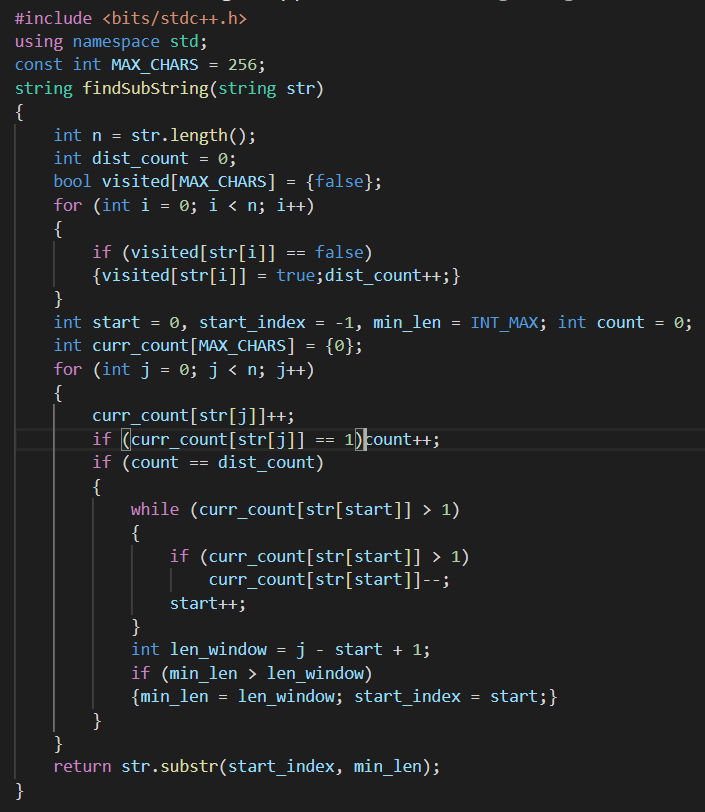 #include <bits/stdc++.h>
using namespace std;
const int MAX_CHARS = 256;
string findSubString(string str)
{
    int n = str.length();
    int dist_count = 0;
    bool visited[MAX_CHARS] = {false};
    for (int i = 0; i < n; i++)
    {
        if (visited[str[i]] == false)
        {visited[str[i]] = true;dist_count++;}
    }
    int start = 0, start_index = -1, min_len = INT_MAX; int count = 0;
    int curr_count[MAX_CHARS] = {0};
    for (int j = 0; j < n; j++)
    {
        curr_count[str[j]]++;
        if (curr_count[str[j]] == 1)count++;
        if (count == dist_count)
        {
            while (curr_count[str[start]] > 1)
            {
                if (curr_count[str[start]] > 1)
                    curr_count[str[start]]--;
                start++;
            }
            int len_window = j - start + 1;
            if (min_len > len_window)
            {min_len = len_window; start_index = start;}
        }
    }
    return str.substr(start_index, min_len);
}